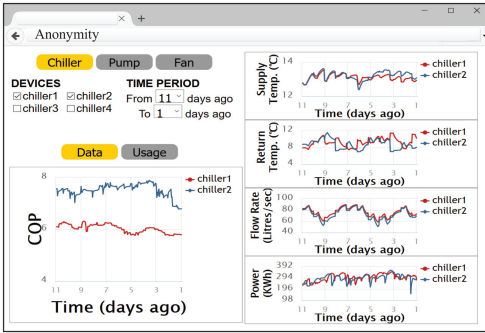 Anonymity
Chiller Pump Fan
DEVICES TIME PERIOD
chiller1 chiller2 From 11 days ago
chiller3 chiller4 To 1 days ago
Data Usage
8
6
4
COP
11 9 7 5 3 1
Time (days ago)
chiller1
chiller2
Supply
Temp. (℃)
14
12
11 9 7 5 3 1
Time (days ago)
chiller1
chiller2
Return
Temp. (℃)
12
8
4
11 9 7 5 3 1
Time (days ago)
chiller1
chiller2
Flow Rate
(Litres/sec)
100
80
60
40
11 9 7 5 3 1
Time (days ago)
chiller1
chiller2
Power
(KWh)
392
294
196
98
11 9 7 5 3 1
Time (days ago)
chiller1
chiller2